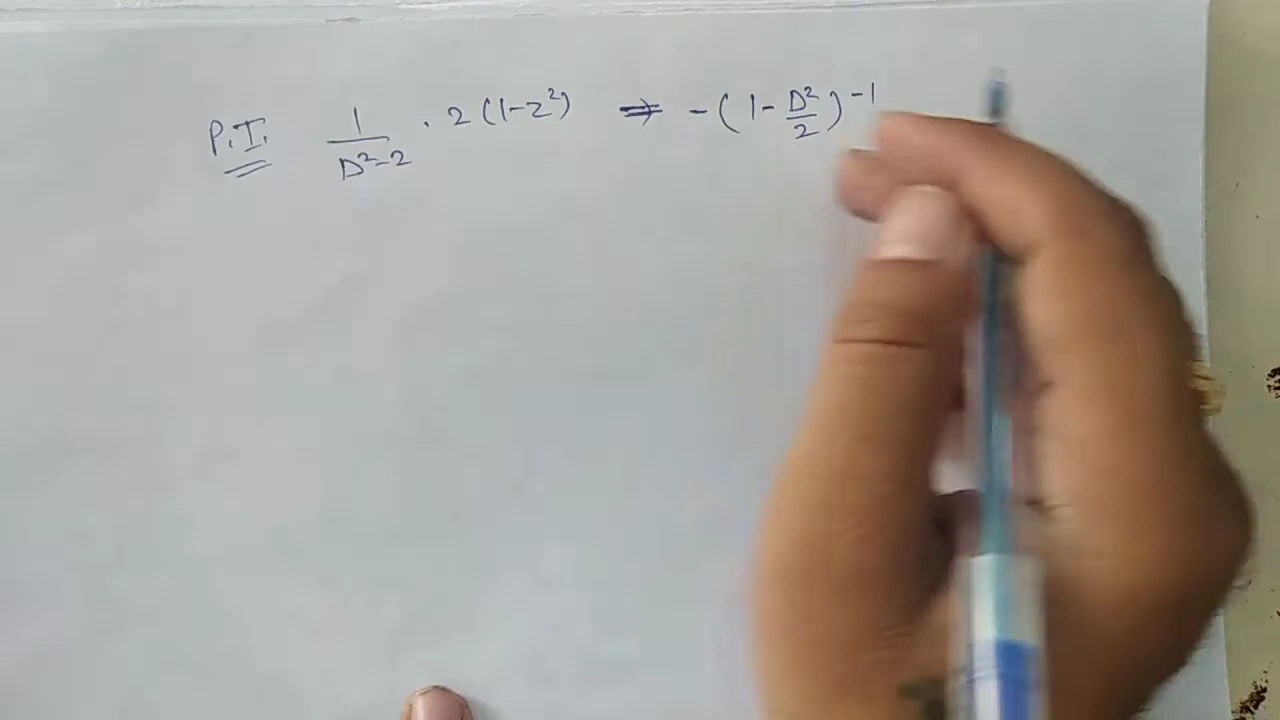 P.I. 1/(D²-2) . 2(1-z²) ⇒ -(1-D²/2)⁻¹